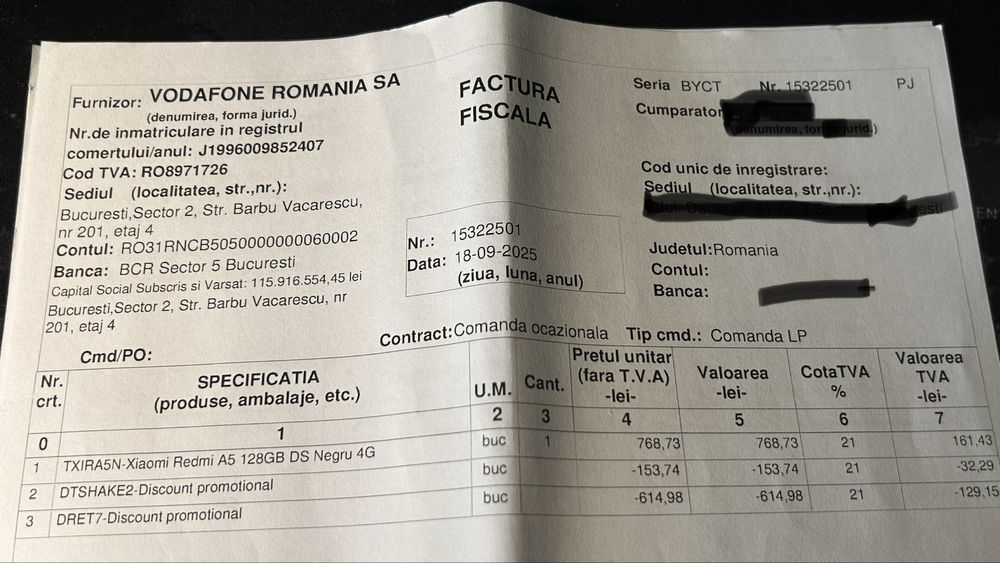 Furnizor: VODAFONE ROMANIA SA
(denumirea, forma jurid.)
Nr.de inmatriculare in registrul
comertului/anul: J1996009852407
Cod TVA: RO8971726
Sediul (localitatea, str.,nr.):
Bucuresti,Sector 2, Str. Barbu Vacarescu,
nr 201, etaj 4
Contul: RO31RNCB5050000000060002
Banca: BCR Sector 5 Bucuresti
Capital Social Subscris si Varsat: 115.916.554,45 lei
Bucuresti,Sector 2, Str. Barbu Vacarescu, nr
201, etaj 4
FACTURA
FISCALA
Nr.: 15322501
Data: 18-09-2025
(ziua, luna, anul)
Seria BYCT Nr. 15322501 PJ
Cumparator
(denumirea, forma jurid.)
Cod unic de inregistrare:
Sediul (localitatea, str.,nr.):
Judetul:Romania
Contul:
Banca:
Cmd/PO:
Contract:Comanda ocazionala Tip cmd.: Comanda LP
Nr. crt. SPECIFICATIA (produse, ambalaje, etc.) U.M. Cant. Pretul unitar (fara T.V.A) -lei- Valoarea -lei- CotaTVA % Valoarea TVA -lei-
0 1 2 3 4 5 6 7
1 TXIRA5N-Xiaomi Redmi A5 128GB DS Negru 4G buc 1 768,73 768,73 21 161,43
2 DTSHAKE2-Discount promotional buc -153,74 -153,74 21 -32,29
3 DRET7-Discount promotional buc -614,98 -614,98 21 -129,15